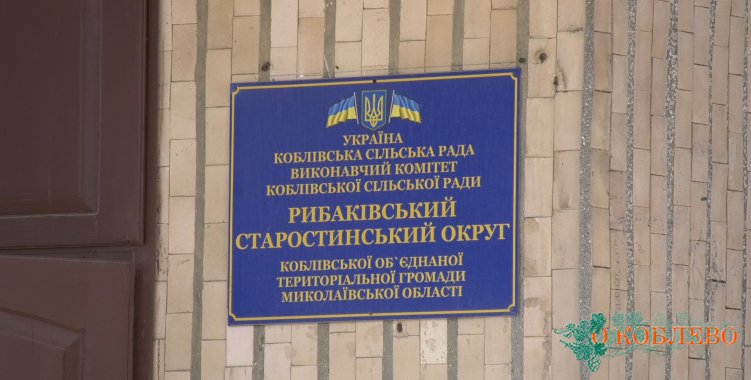 УКРАЇНА
КОБЛІВСЬКА СІЛЬСЬКА РАДА
ВИКОНАВЧИЙ КОМІТЕТ
КОБЛІВСЬКОЇ СІЛЬСЬКОЇ РАДИ
РИБАКІВСЬКИЙ
СТАРОСТИНСЬКИЙ ОКРУГ
КОБЛІВСЬКОЇ ОБ`ЄДНАНОЇ
ТЕРИТОРІАЛЬНОЇ ГРОМАДИ
МИКОЛАЇВСЬКОЇ ОБЛАСТІ
О КОБЛЕВО